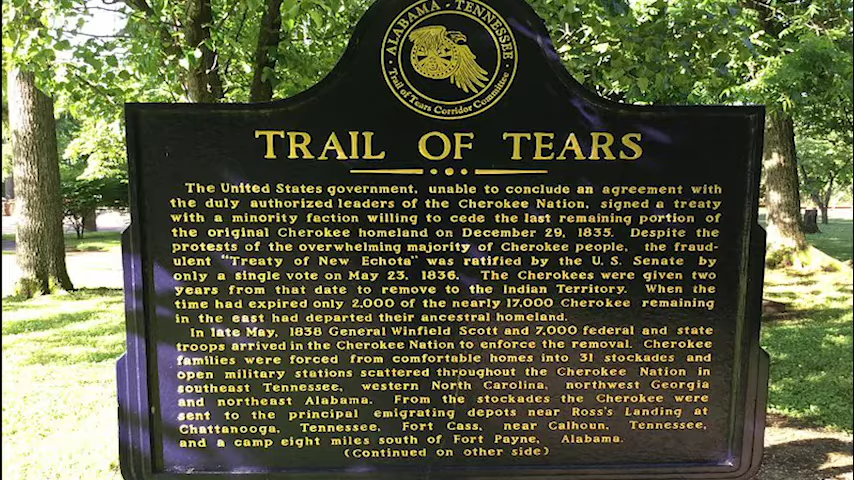 ALABAMA · TENNESSEE
Trail of Tears Corridor Committee
TRAIL OF TEARS
The United States government, unable to conclude an agreement with
the duly authorized leaders of the Cherokee Nation, signed a treaty
with a minority faction willing to cede the last remaining portion of
the original Cherokee homeland on December 29, 1835. Despite the
protests of the overwhelming majority of Cherokee people, the fraud-
ulent "Treaty of New Echota" was ratified by the U.S. Senate by
only a single vote on May 23, 1836. The Cherokees were given two
years from that date to remove to the Indian Territory. When the
time had expired only 2,000 of the nearly 17,000 Cherokee remaining
in the east had departed their ancestral homeland.
In late May, 1838 General Winfield Scott and 7,000 federal and state
troops arrived in the Cherokee Nation to enforce the removal. Cherokee
families were forced from comfortable homes into 31 stockades and
open military stations scattered throughout the Cherokee Nation in
southeast Tennessee, western North Carolina, northwest Georgia
and northeast Alabama. From the stockades the Cherokee were
sent to the principal emigrating depots near Ross's Landing at
Chattanooga, Tennessee, Fort Cass, near Calhoun, Tennessee,
and a camp eight miles south of Fort Payne, Alabama.
(Continued on other side)